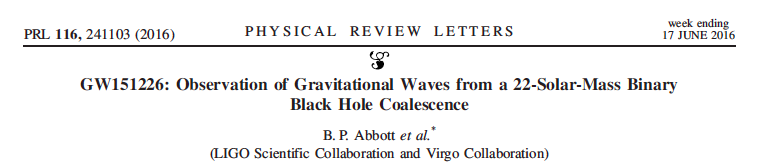 PRL 116, 241103 (2016)
PHYSICAL REVIEW LETTERS
week ending
17 JUNE 2016
GW151226: Observation of Gravitational Waves from a 22-Solar-Mass Binary
Black Hole Coalescence
B. P. Abbott et al.*
(LIGO Scientific Collaboration and Virgo Collaboration)